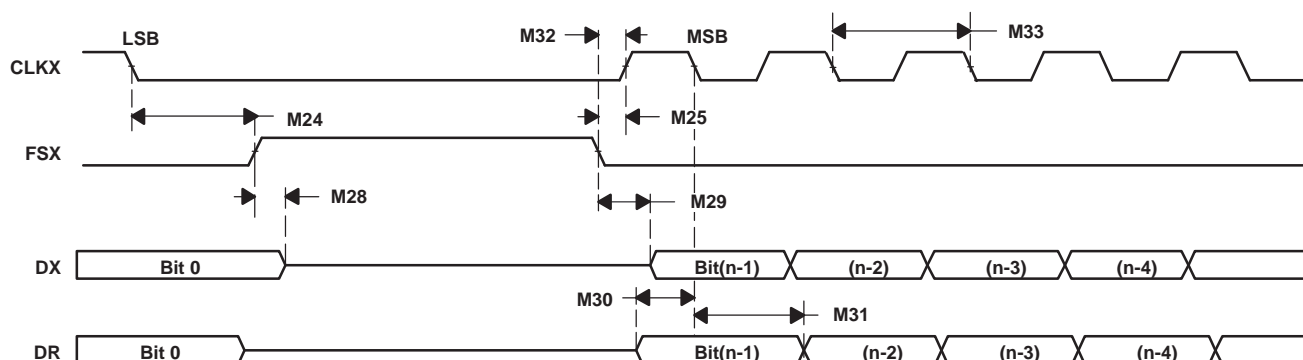 LSB
M32
MSB
M33
CLKX
M24
M25
FSX
M28
M29
DX
Bit 0
Bit(n-1)
(n-2)
(n-3)
(n-4)
M30
M31
DR
Bit 0
Bit(n-1)
(n-2)
(n-3)
(n-4)